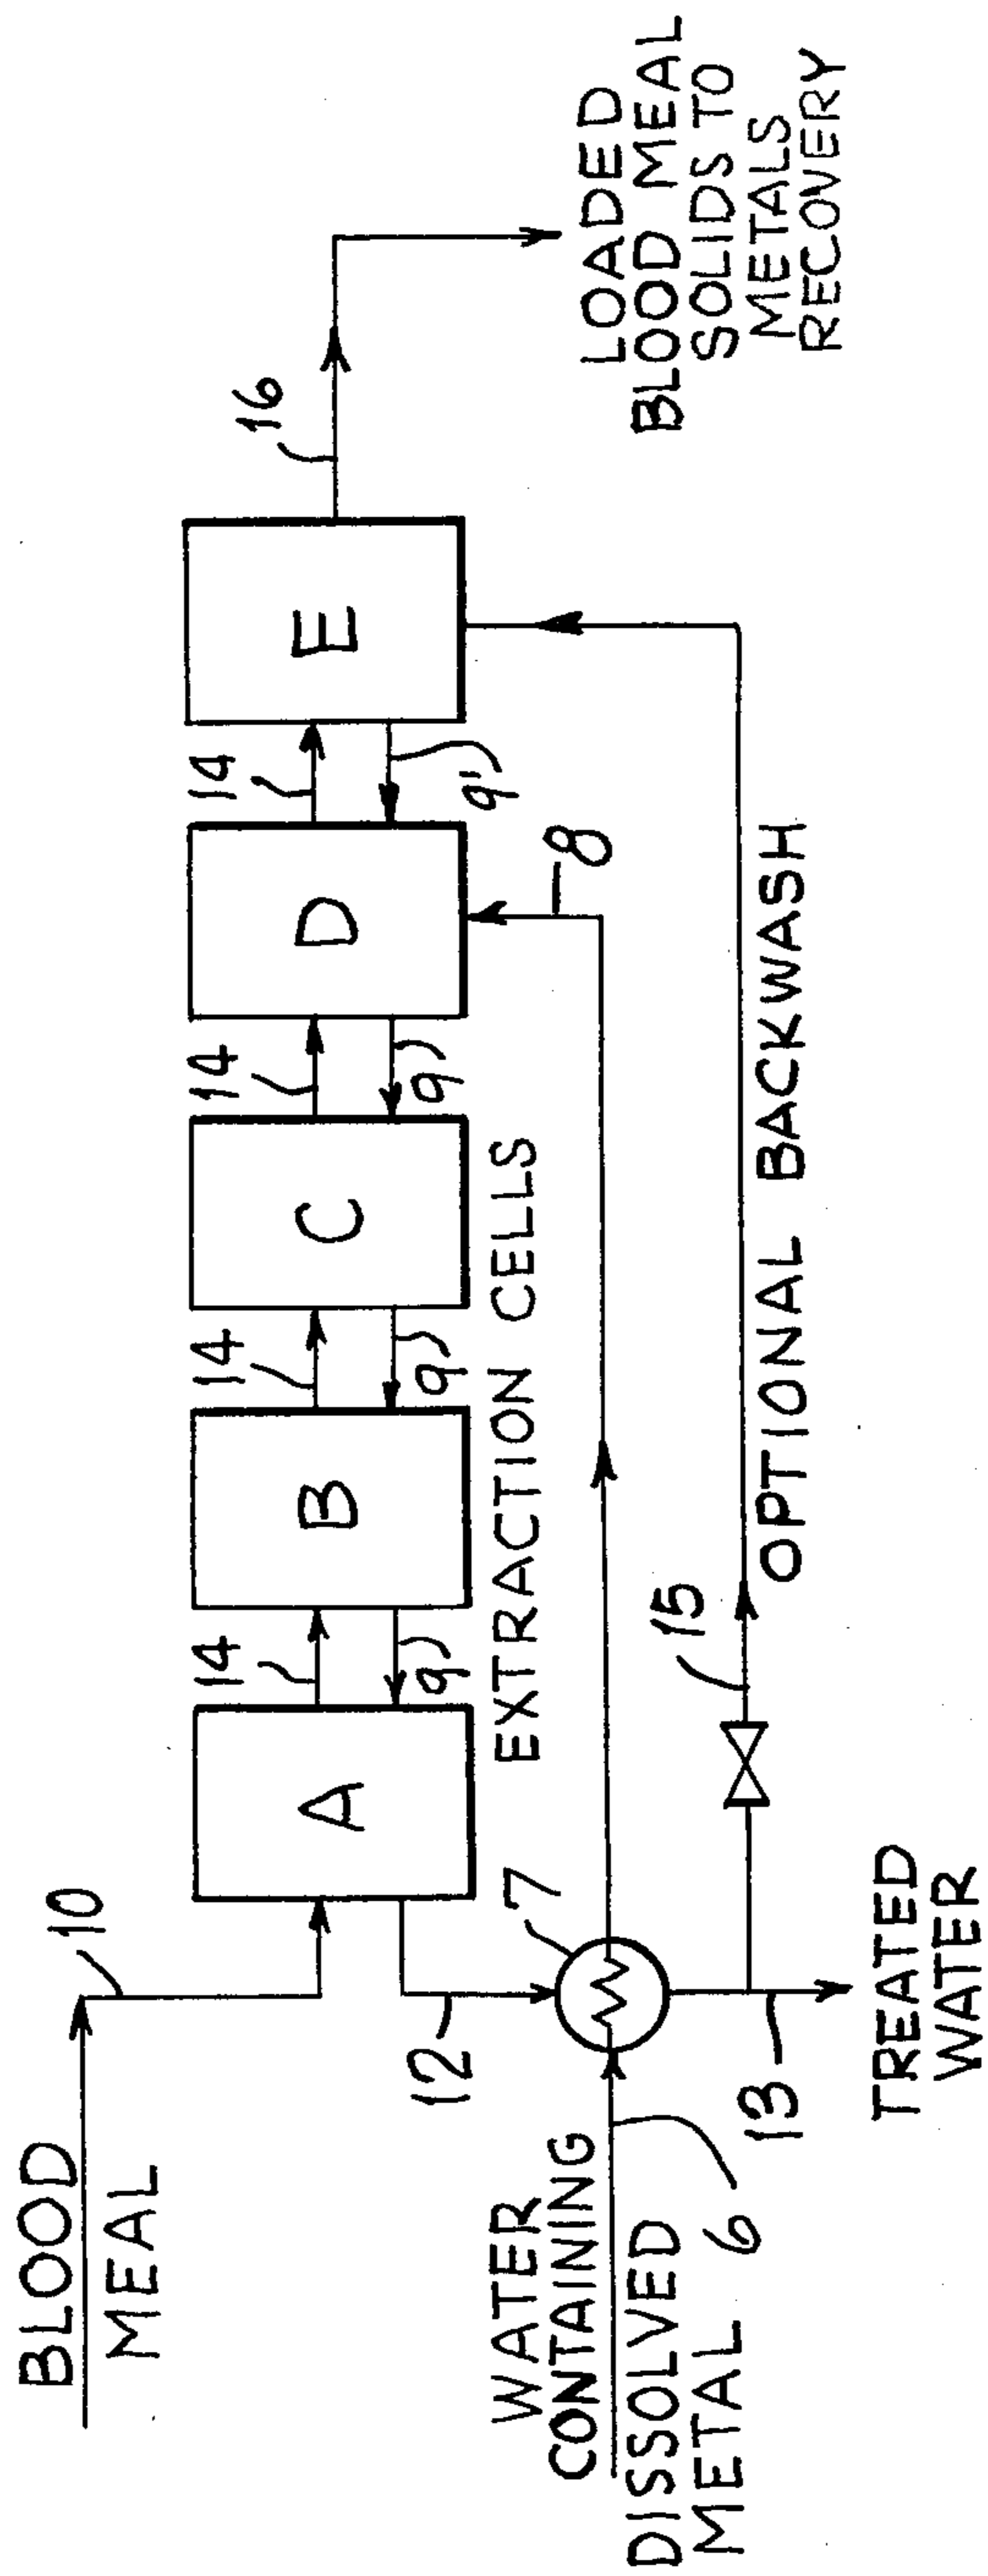 BLOOD
MEAL
10
A
B
C
D
E
14
14
14
14
9
9
9
9'
16
LOADED
BLOOD MEAL
SOLIDS TO
METALS
RECOVERY
EXTRACTION CELLS
12
7
8
WATER
CONTAINING
DISSOLVED
METAL
6
13
TREATED
WATER
15
OPTIONAL BACKWASH